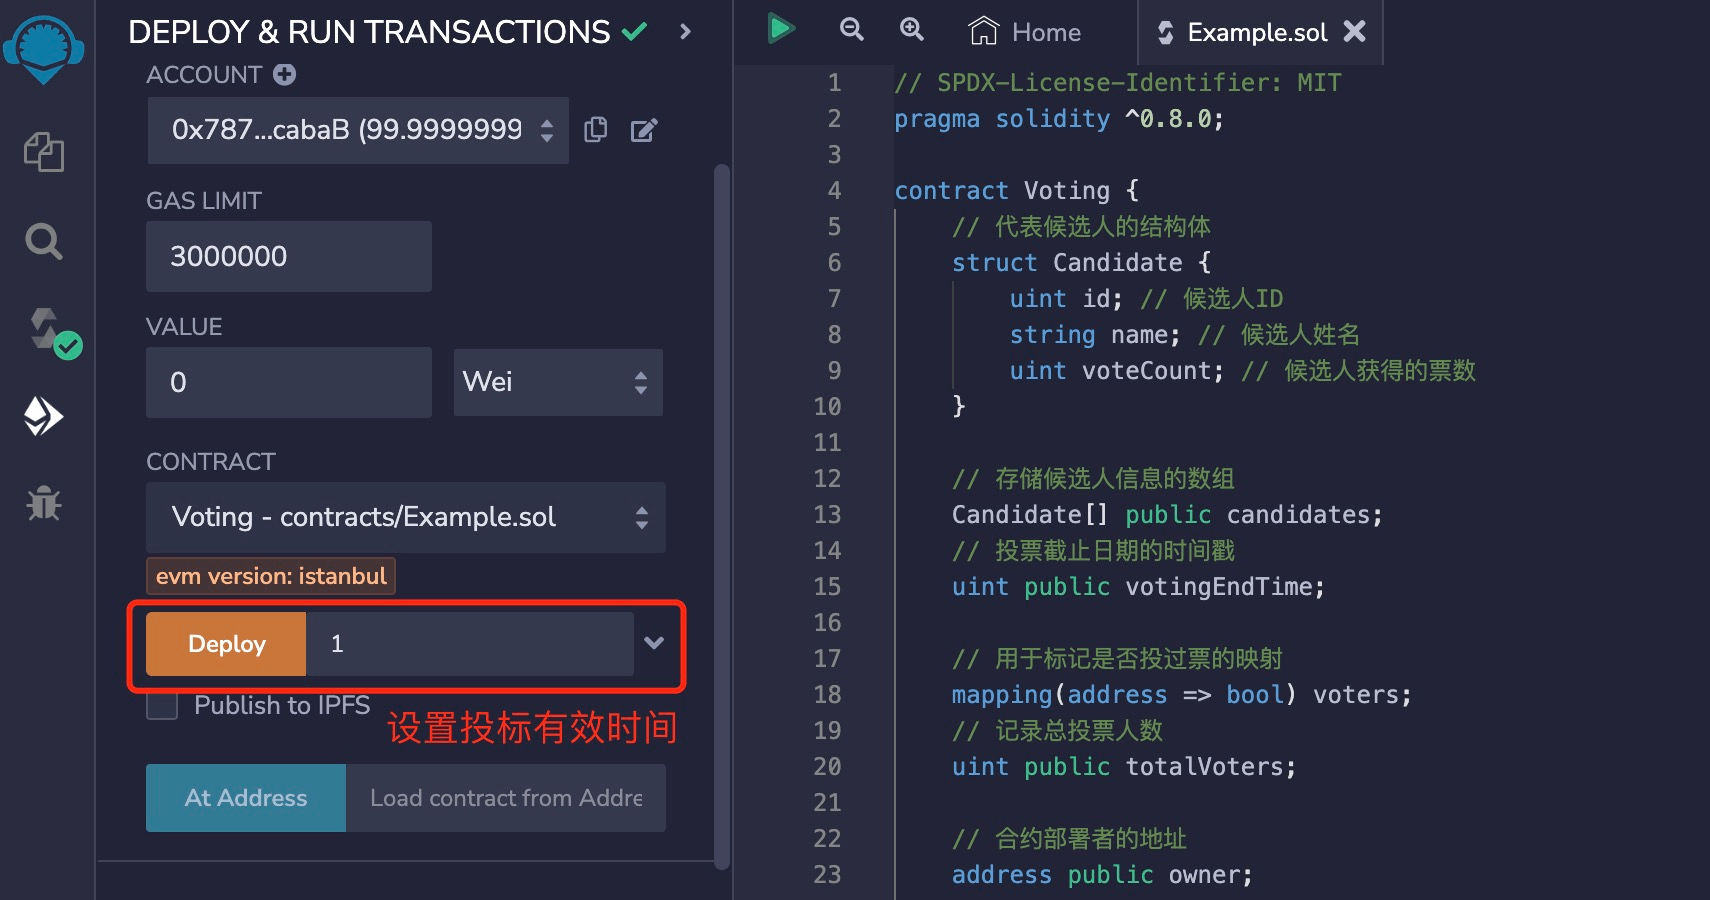 DEPLOY & RUN TRANSACTIONS
ACCOUNT
0x787...cabaB (99.9999999
GAS LIMIT
3000000
VALUE
0
Wei
CONTRACT
Voting - contracts/Example.sol
evm version: istanbul
Deploy
1
Publish to IPFS
设置投标有效时间
At Address
Load contract from Addre
Home
Example.sol
1 // SPDX-License-Identifier: MIT
2 pragma solidity ^0.8.0;
3
4 contract Voting {
5 // 代表候选人的结构体
6 struct Candidate {
7 uint id; // 候选人ID
8 string name; // 候选人姓名
9 uint voteCount; // 候选人获得的票数
10 }
11
12 // 存储候选人信息的数组
13 Candidate[] public candidates;
14 // 投票截止日期的时间戳
15 uint public votingEndTime;
16
17 // 用于标记是否投过票的映射
18 mapping(address => bool) voters;
19 // 记录总投票人数
20 uint public totalVoters;
21
22 // 合约部署者的地址
23 address public owner;